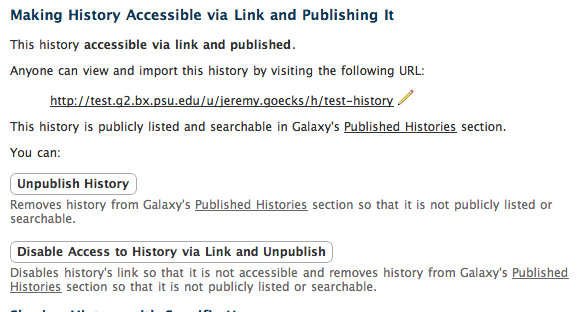 Making History Accessible via Link and Publishing It
This history accessible via link and published.
Anyone can view and import this history by visiting the following URL:
http://test.g2.bx.psu.edu/u/jeremy.goecks/h/test-history
This history is publicly listed and searchable in Galaxy's Published Histories section.
You can:
Unpublish History
Removes history from Galaxy's Published Histories section so that it is not publicly listed or
searchable.
Disable Access to History via Link and Unpublish
Disables history's link so that it is not accessible and removes history from Galaxy's Published
Histories section so that it is not publicly listed or searchable.